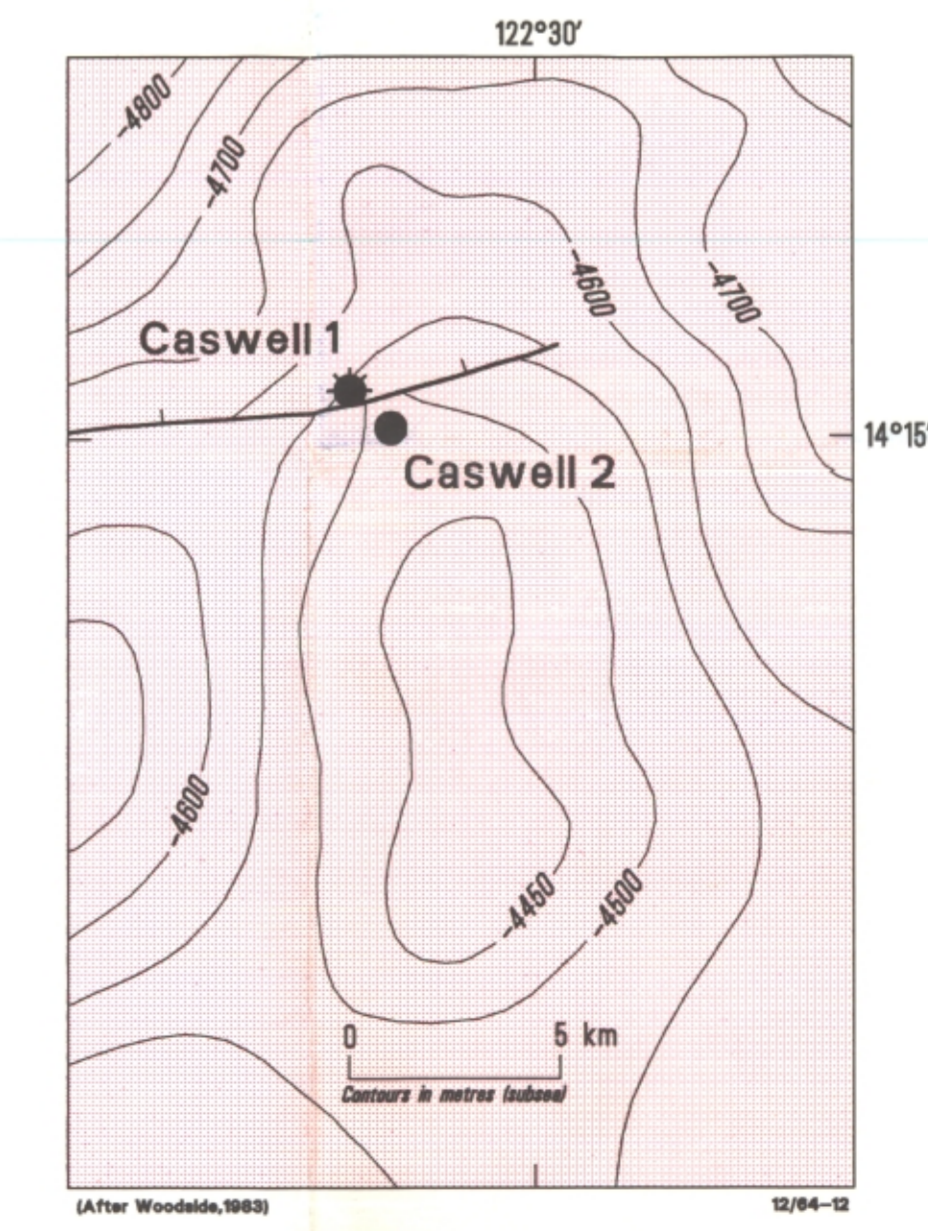 122°30'
-4800
-4700
-4600
-4700
Caswell 1
14°15'
Caswell 2
-4600
-4450
-4500
0 5 km
Contours in metres (subsea)
(After Woodside,1983)
12/64-12